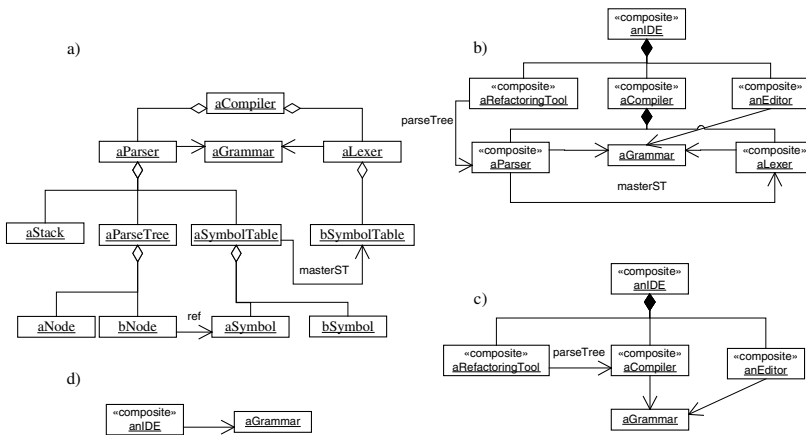 a)
aCompiler
aParser
aGrammar
aLexer
aStack
aParseTree
aSymbolTable
bSymbolTable
masterST
aNode
bNode
ref
aSymbol
bSymbol
b)
«composite»
anIDE
«composite»
aRefactoringTool
«composite»
aCompiler
«composite»
anEditor
parseTree
«composite»
aParser
aGrammar
«composite»
aLexer
masterST
c)
«composite»
anIDE
«composite»
aRefactoringTool
parseTree
«composite»
aCompiler
«composite»
anEditor
aGrammar
d)
«composite»
anIDE
aGrammar